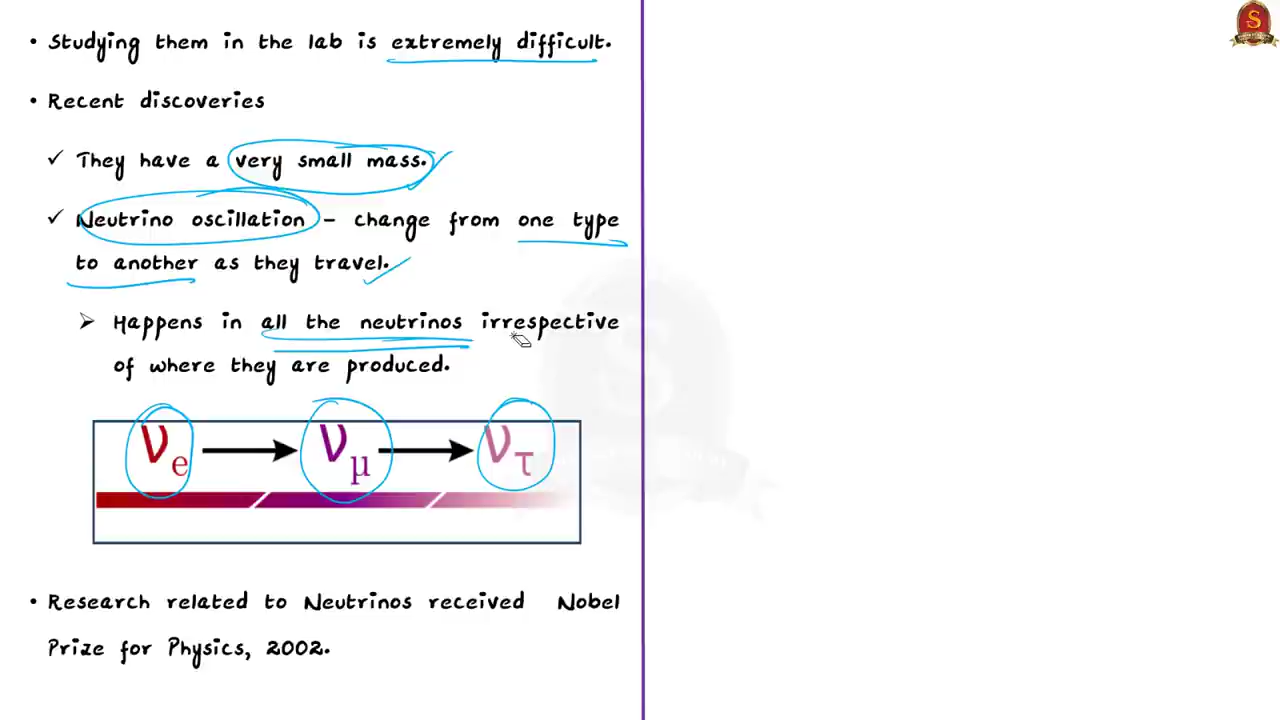 • Studying them in the lab is extremely difficult.
• Recent discoveries
✓ They have a very small mass.
✓ Neutrino oscillation – change from one type
to another as they travel.
➢ Happens in all the neutrinos irrespective
of where they are produced.
νe → νμ → ντ
• Research related to Neutrinos received Nobel
Prize for Physics, 2002.
S